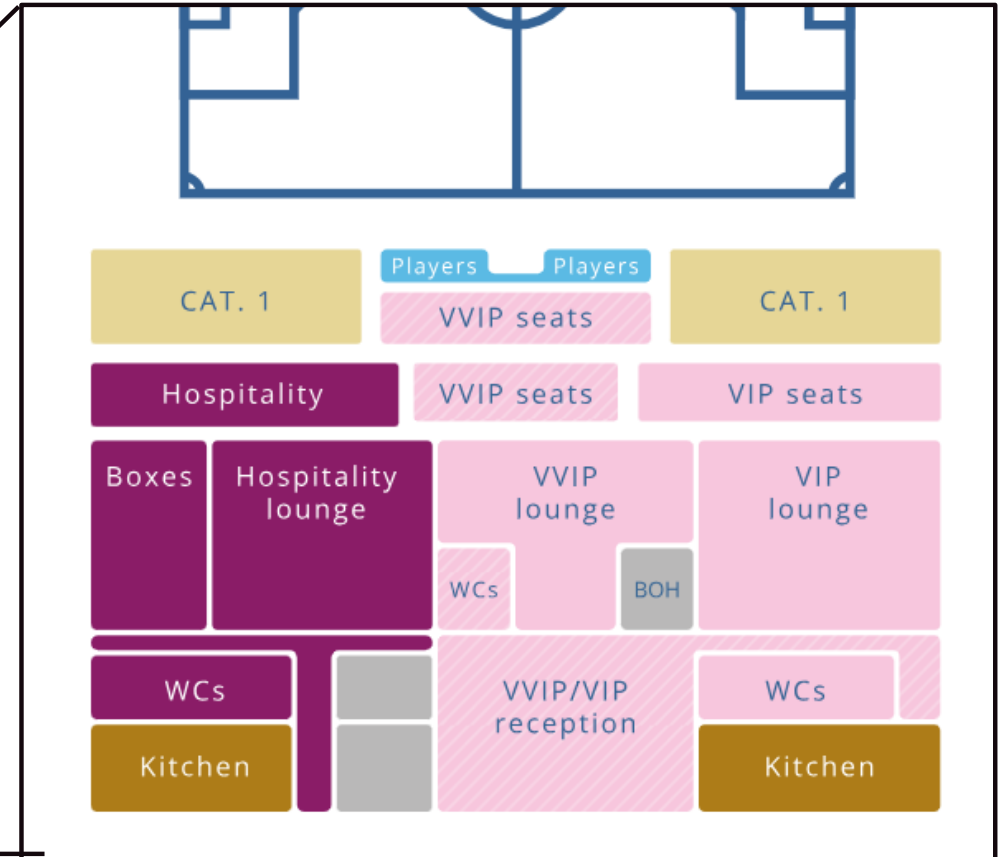 Players
Players
CAT. 1
VVIP seats
CAT. 1
Hospitality
VVIP seats
VIP seats
Boxes
Hospitality
lounge
VVIP
lounge
VIP
lounge
WCs
BOH
WCs
VVIP/VIP
reception
WCs
Kitchen
Kitchen